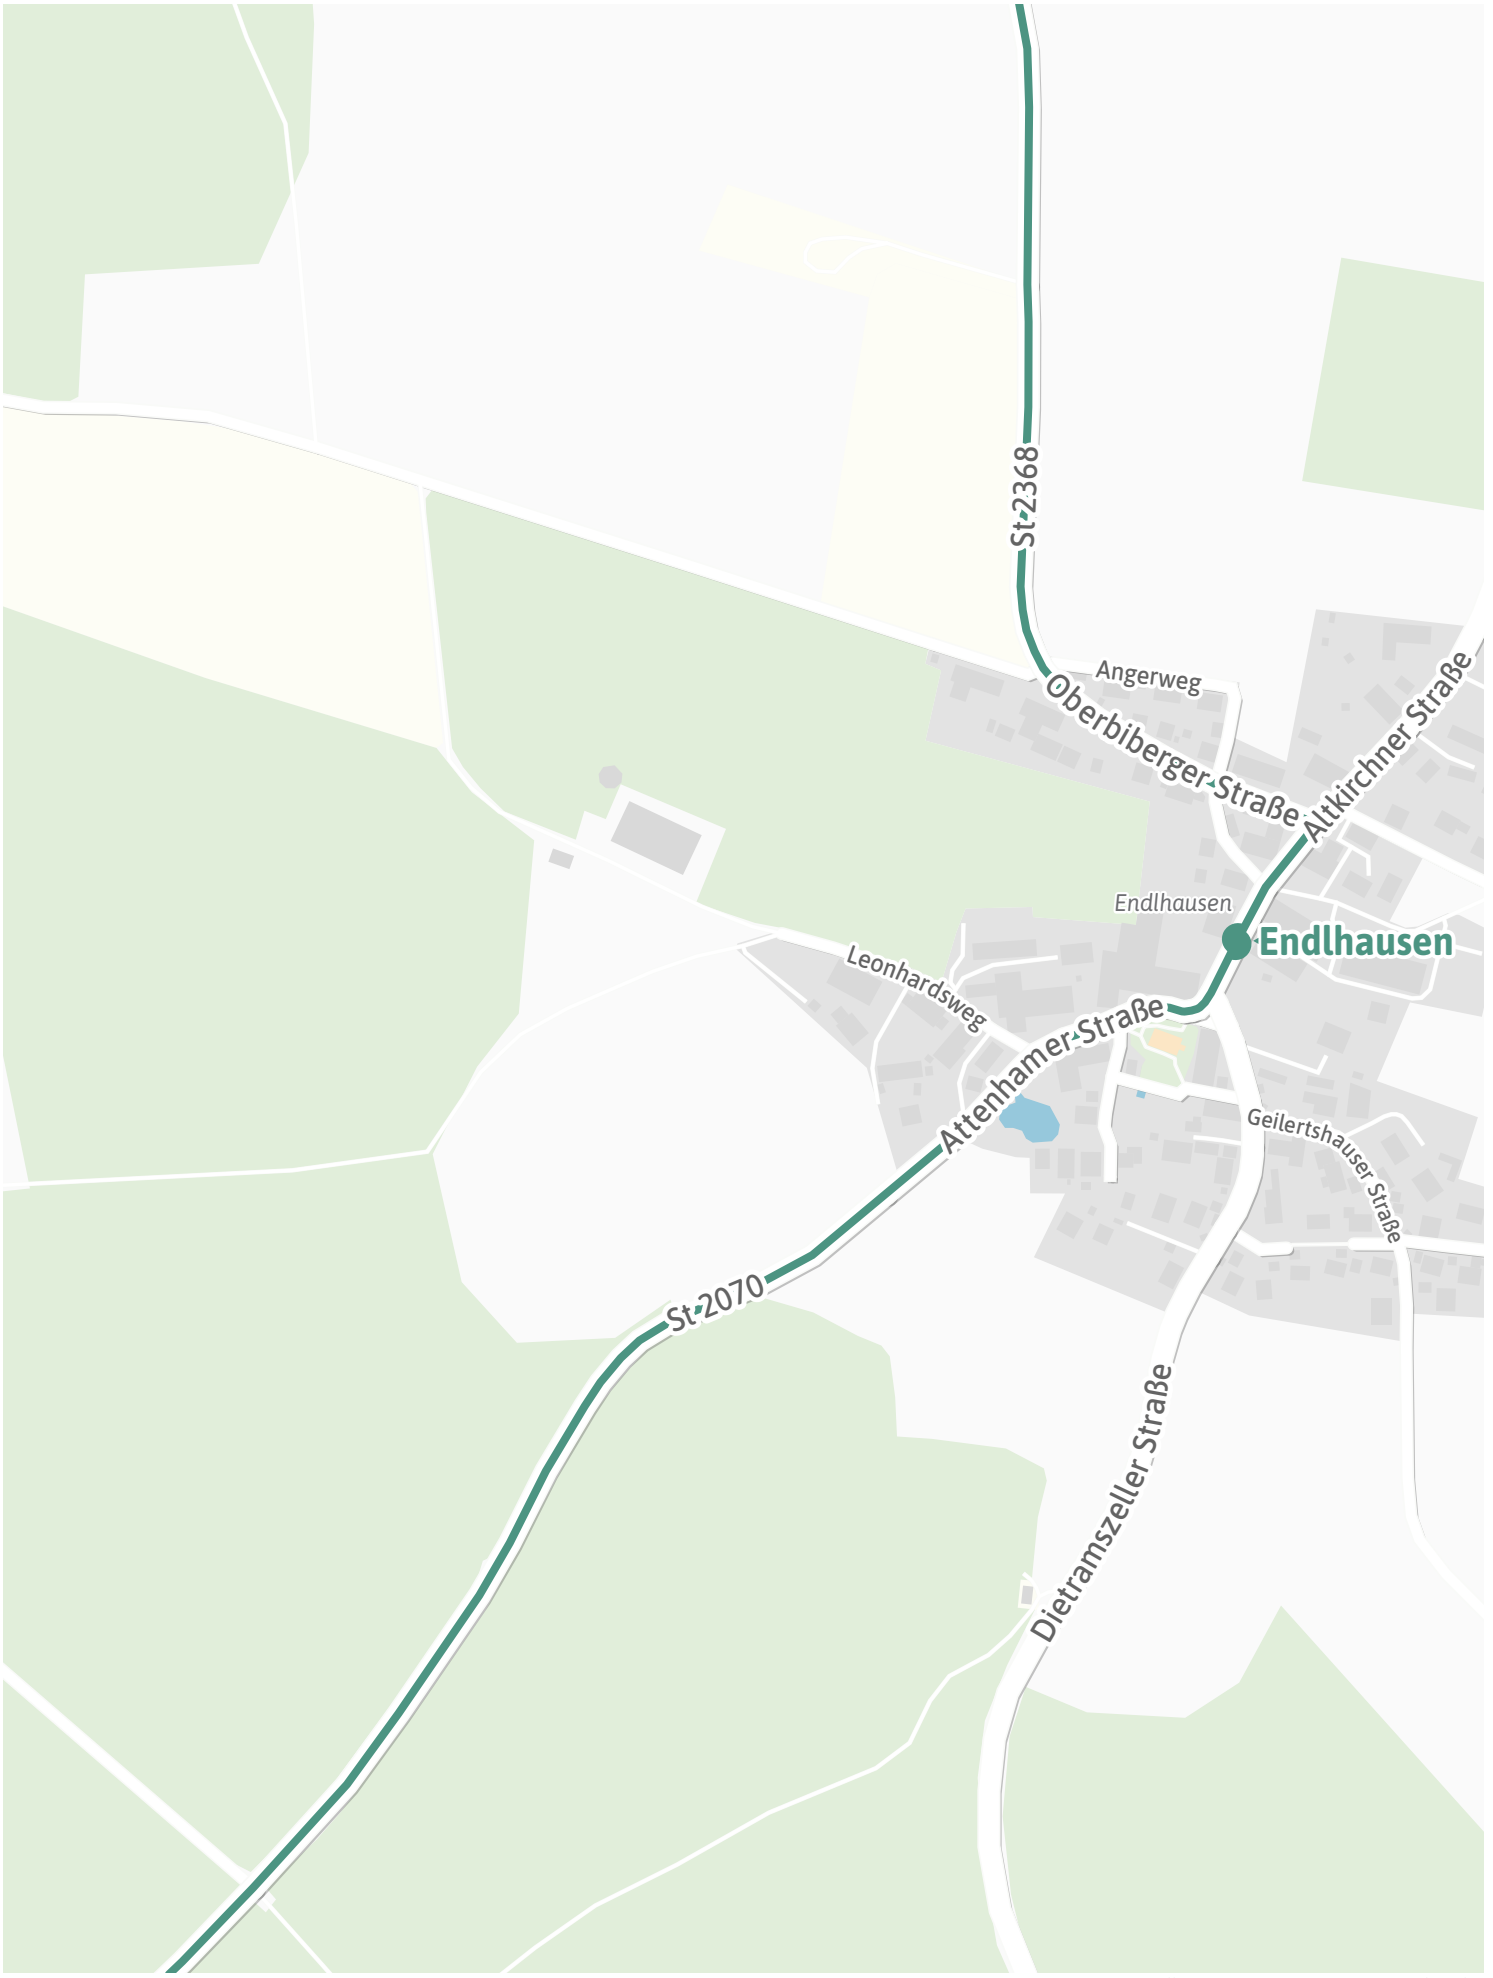 St 2368
Angerweg
Oberbiberger Straße
Altkirchner Straße
Endlhausen
Endlhausen
Leonhardsweg
Attenhamer Straße
Geilertshauser Straße
St 2070
Dietramszeller Straße